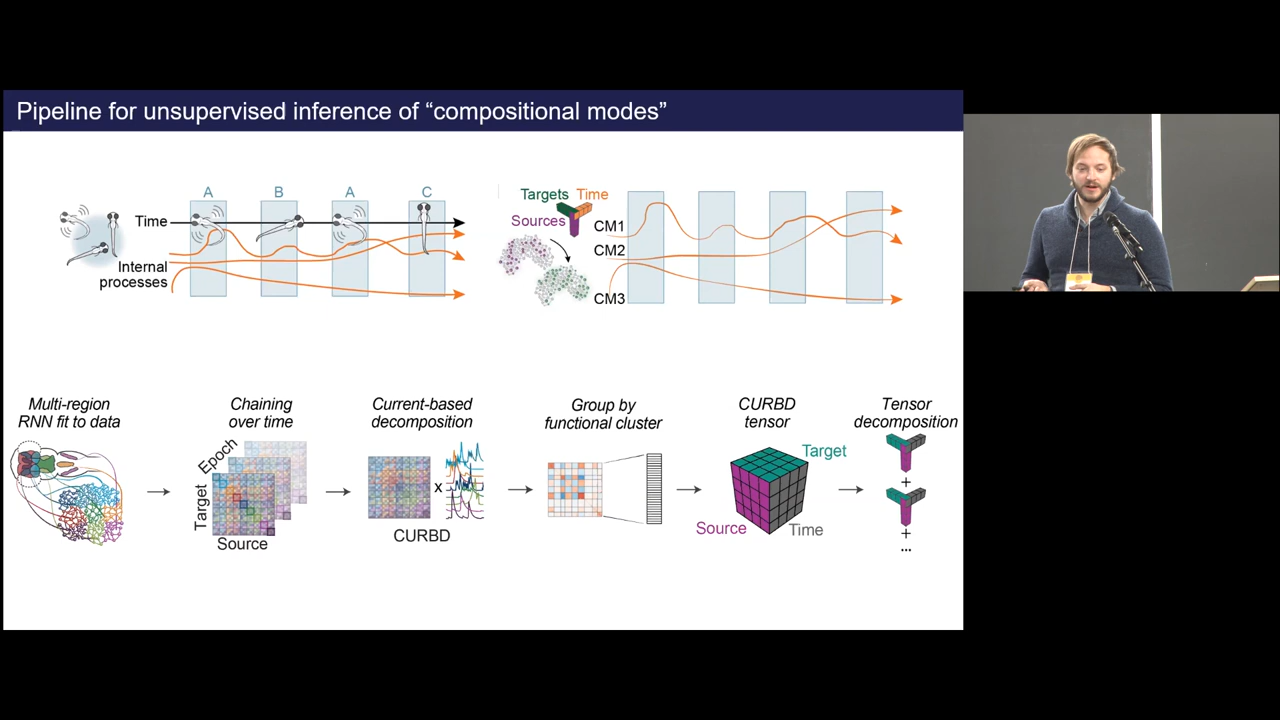 Pipeline for unsupervised inference of “compositional modes”
A B A C
Time
Internal
processes
Targets Time
Sources
CM1
CM2
CM3
Multi-region
RNN fit to data
Chaining
over time
Epoch
Target
Source
Current-based
decomposition
x
CURBD
Group by
functional cluster
CURBD
tensor
Target
Source
Time
Tensor
decomposition
+
+
...